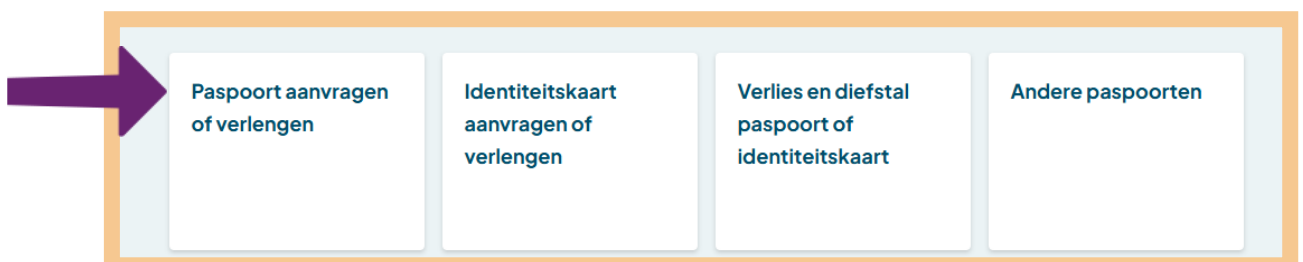 Paspoort aanvragen
of verlengen
Identiteitskaart
aanvragen of
verlengen
Verlies en diefstal
paspoort of
identiteitskaart
Andere paspoorten